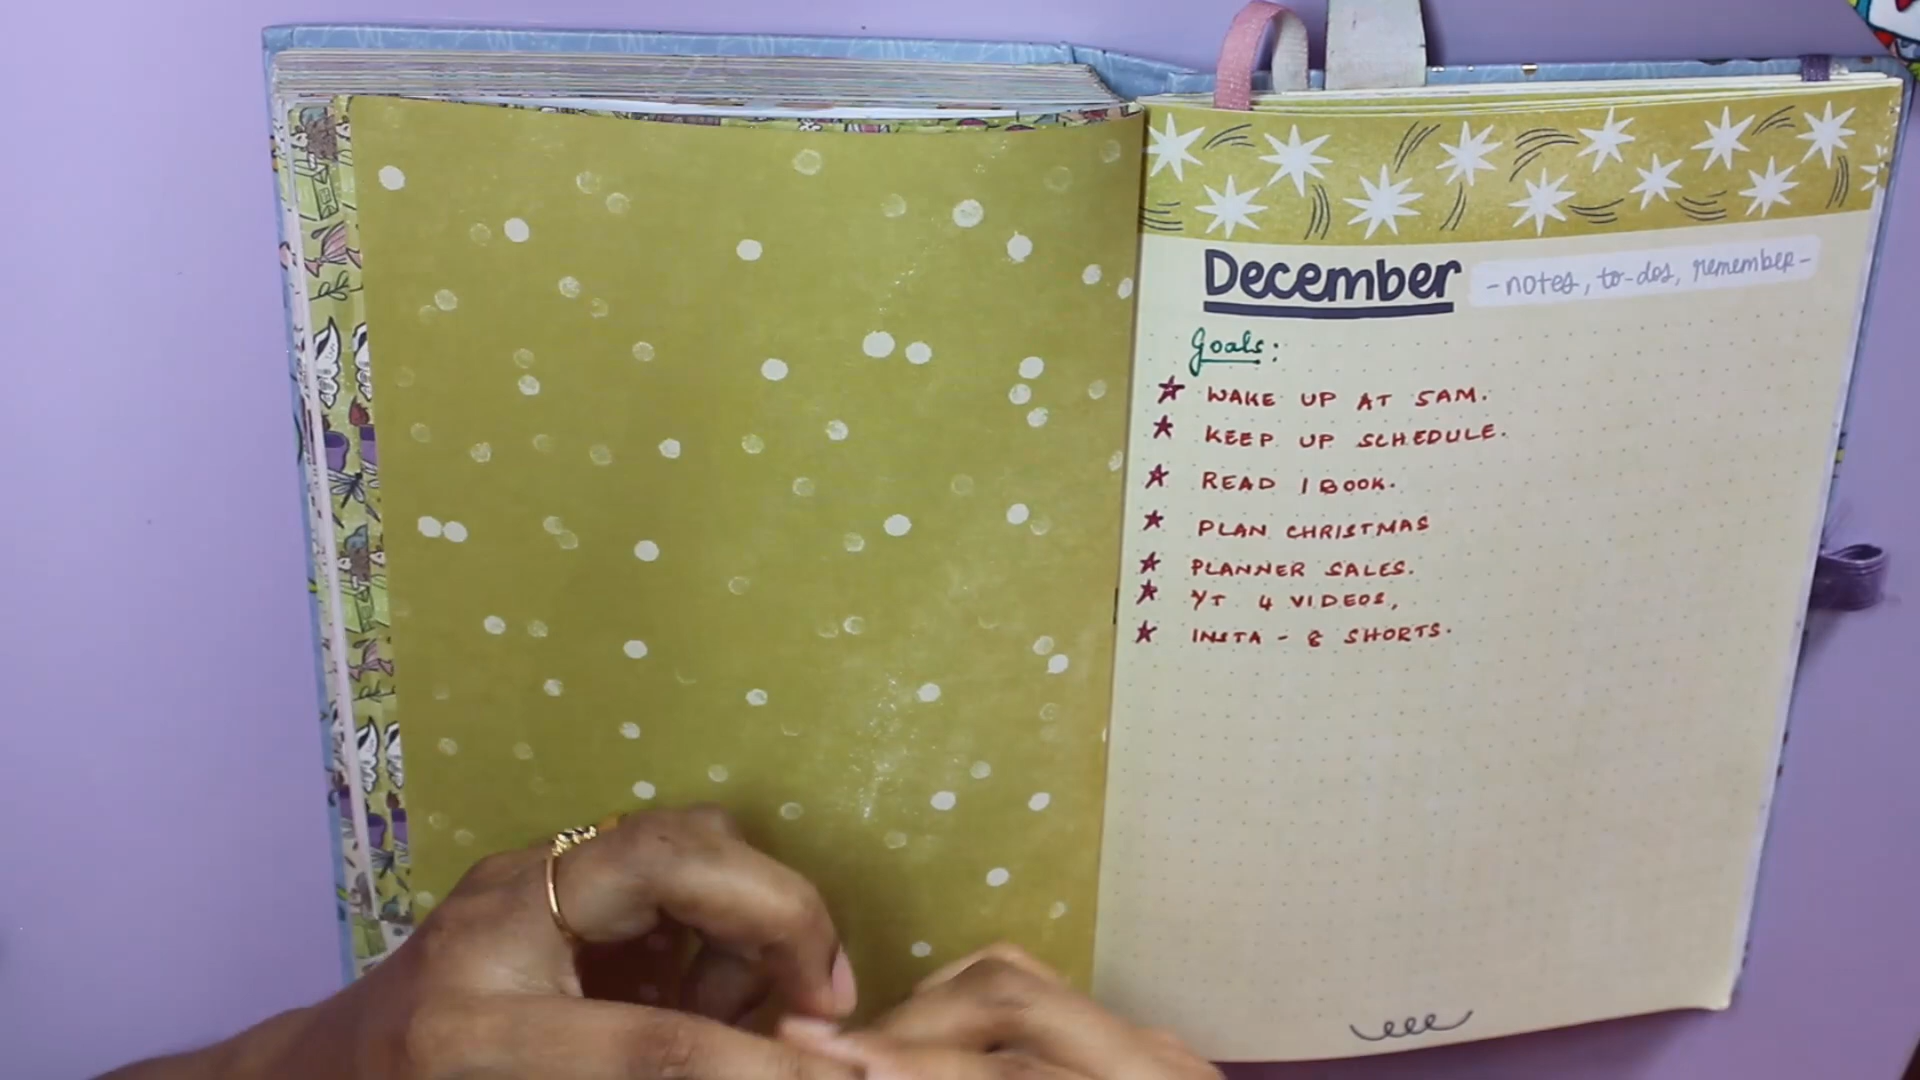 December -notes, to-dos, remember-
Goals:
WAKE UP AT 5AM.
KEEP UP SCHEDULE.
READ 1 BOOK.
PLAN CHRISTMAS
PLANNER SALES.
YT 4 VIDEOS,
INSTA - 8 SHORTS.